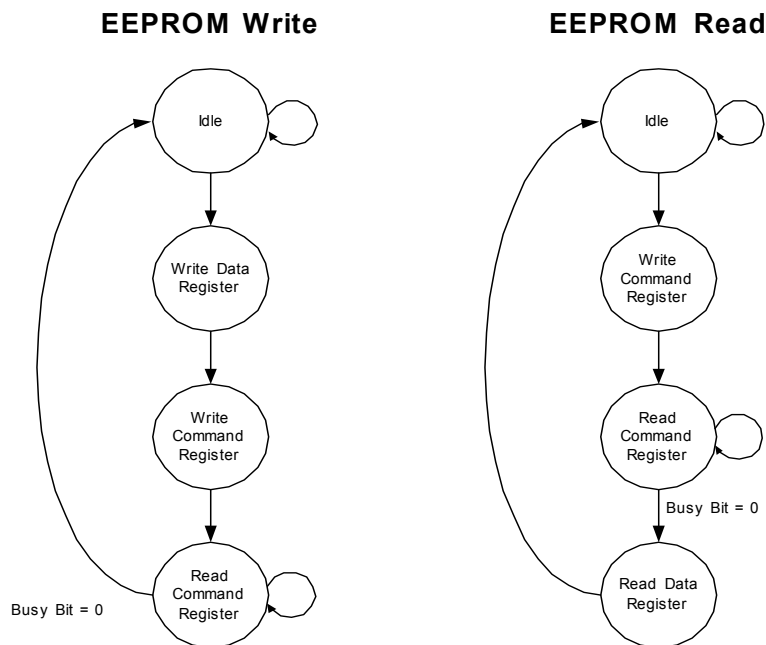 EEPROM Write
Idle
Write Data
Register
Write
Command
Register
Read
Command
Register
Busy Bit = 0
EEPROM Read
Idle
Write
Command
Register
Read
Command
Register
Busy Bit = 0
Read Data
Register